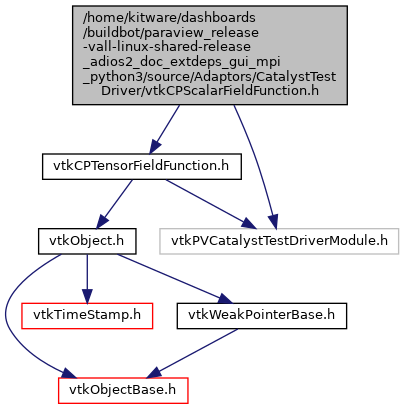 /home/kitware/dashboards
/buildbot/paraview_release
-vall-linux-shared-release
_adios2_doc_extdeps_gui_mpi
_python3/source/Adaptors/CatalystTest
Driver/vtkCPScalarFieldFunction.h
vtkCPTensorFieldFunction.h
vtkObject.h
vtkPVCatalystTestDriverModule.h
vtkTimeStamp.h
vtkWeakPointerBase.h
vtkObjectBase.h